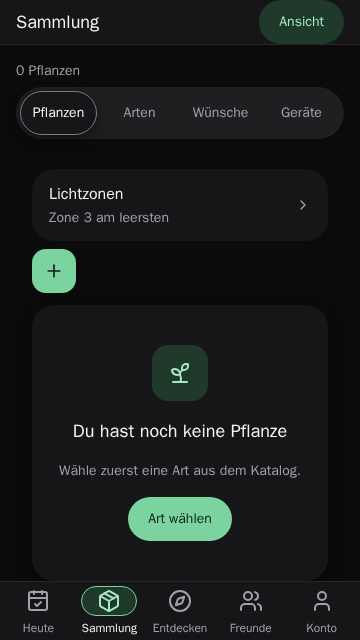 Sammlung
Ansicht
0 Pflanzen
Pflanzen
Arten
Wünsche
Geräte
Lichtzonen
Zone 3 am leersten
Du hast noch keine Pflanze
Wähle zuerst eine Art aus dem Katalog.
Art wählen
Heute
Sammlung
Entdecken
Freunde
Konto